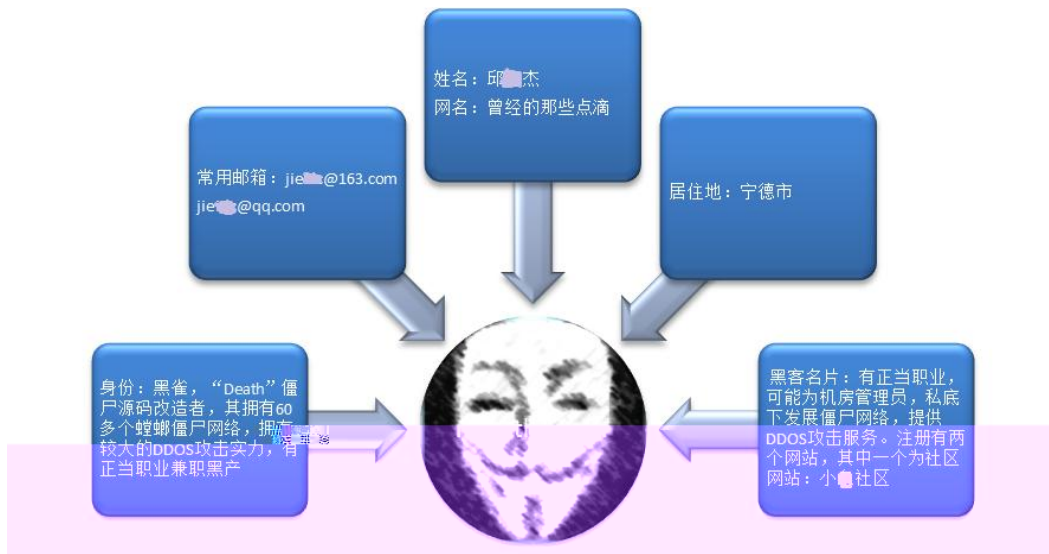 姓名：邱杰
网名：曾经的那些点滴
常用邮箱：jie@163.com
jie@qq.com
居住地：宁德市
身份：黑雀，“Death”僵
尸源码改造者，其拥有60
多个螳螂僵尸网络，拥有
较大的DDOS攻击实力，有
正当职业兼职黑产
黑客名片：有正当职业，
可能为机房管理员，私底
下发展僵尸网络，提供
DDOS攻击服务。注册有两
个网站，其中一个为社区
网站：小社区